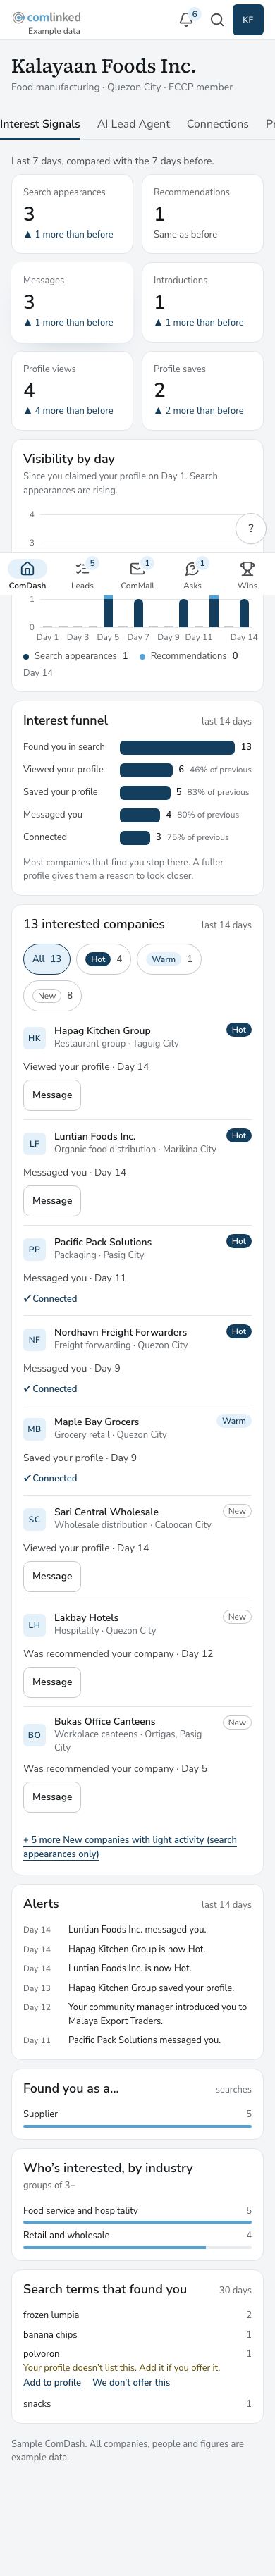 comlinked
Example data
6
KF
Kalayaan Foods Inc.
Food manufacturing · Quezon City · ECCP member
Interest Signals
AI Lead Agent
Connections
Last 7 days, compared with the 7 days before.
Search appearances
3
▲ 1 more than before
Recommendations
1
Same as before
Messages
3
▲ 1 more than before
Introductions
1
▲ 1 more than before
Profile views
4
▲ 4 more than before
Profile saves
2
▲ 2 more than before
Visibility by day
Since you claimed your profile on Day 1. Search
appearances are rising.
4
3
?
ComDash
5
Leads
1
ComMail
1
Asks
Wins
1
0
Day 1 Day 3 Day 5 Day 7 Day 9 Day 11 Day 14
Search appearances 1 Recommendations 0
Day 14
Interest funnel
last 14 days
Found you in search 13
Viewed your profile 6 46% of previous
Saved your profile 5 83% of previous
Messaged you 4 80% of previous
Connected 3 75% of previous
Most companies that find you stop there. A fuller
profile gives them a reason to look closer.
13 interested companies
last 14 days
All 13
Hot 4
Warm 1
New 8
HK
Hapag Kitchen Group
Hot
Restaurant group · Taguig City
Viewed your profile · Day 14
Message
LF
Luntian Foods Inc.
Hot
Organic food distribution · Marikina City
Messaged you · Day 14
Message
PP
Pacific Pack Solutions
Hot
Packaging · Pasig City
Messaged you · Day 11
✓ Connected
NF
Nordhavn Freight Forwarders
Hot
Freight forwarding · Quezon City
Messaged you · Day 9
✓ Connected
MB
Maple Bay Grocers
Warm
Grocery retail · Quezon City
Saved your profile · Day 9
✓ Connected
SC
Sari Central Wholesale
New
Wholesale distribution · Caloocan City
Viewed your profile · Day 14
Message
LH
Lakbay Hotels
New
Hospitality · Quezon City
Was recommended your company · Day 12
Message
BO
Bukas Office Canteens
New
Workplace canteens · Ortigas, Pasig
City
Was recommended your company · Day 5
Message
+ 5 more New companies with light activity (search
appearances only)
Alerts
last 14 days
Day 14 Luntian Foods Inc. messaged you.
Day 14 Hapag Kitchen Group is now Hot.
Day 14 Luntian Foods Inc. is now Hot.
Day 13 Hapag Kitchen Group saved your profile.
Day 12 Your community manager introduced you to
Malaya Export Traders.
Day 11 Pacific Pack Solutions messaged you.
Found you as a…
searches
Supplier 5
Who's interested, by industry
groups of 3+
Food service and hospitality 5
Retail and wholesale 4
Search terms that found you
30 days
frozen lumpia 2
banana chips 1
polvoron 1
Your profile doesn't list this. Add it if you offer it.
Add to profile We don't offer this
snacks 1
Sample ComDash. All companies, people and figures are
example data.